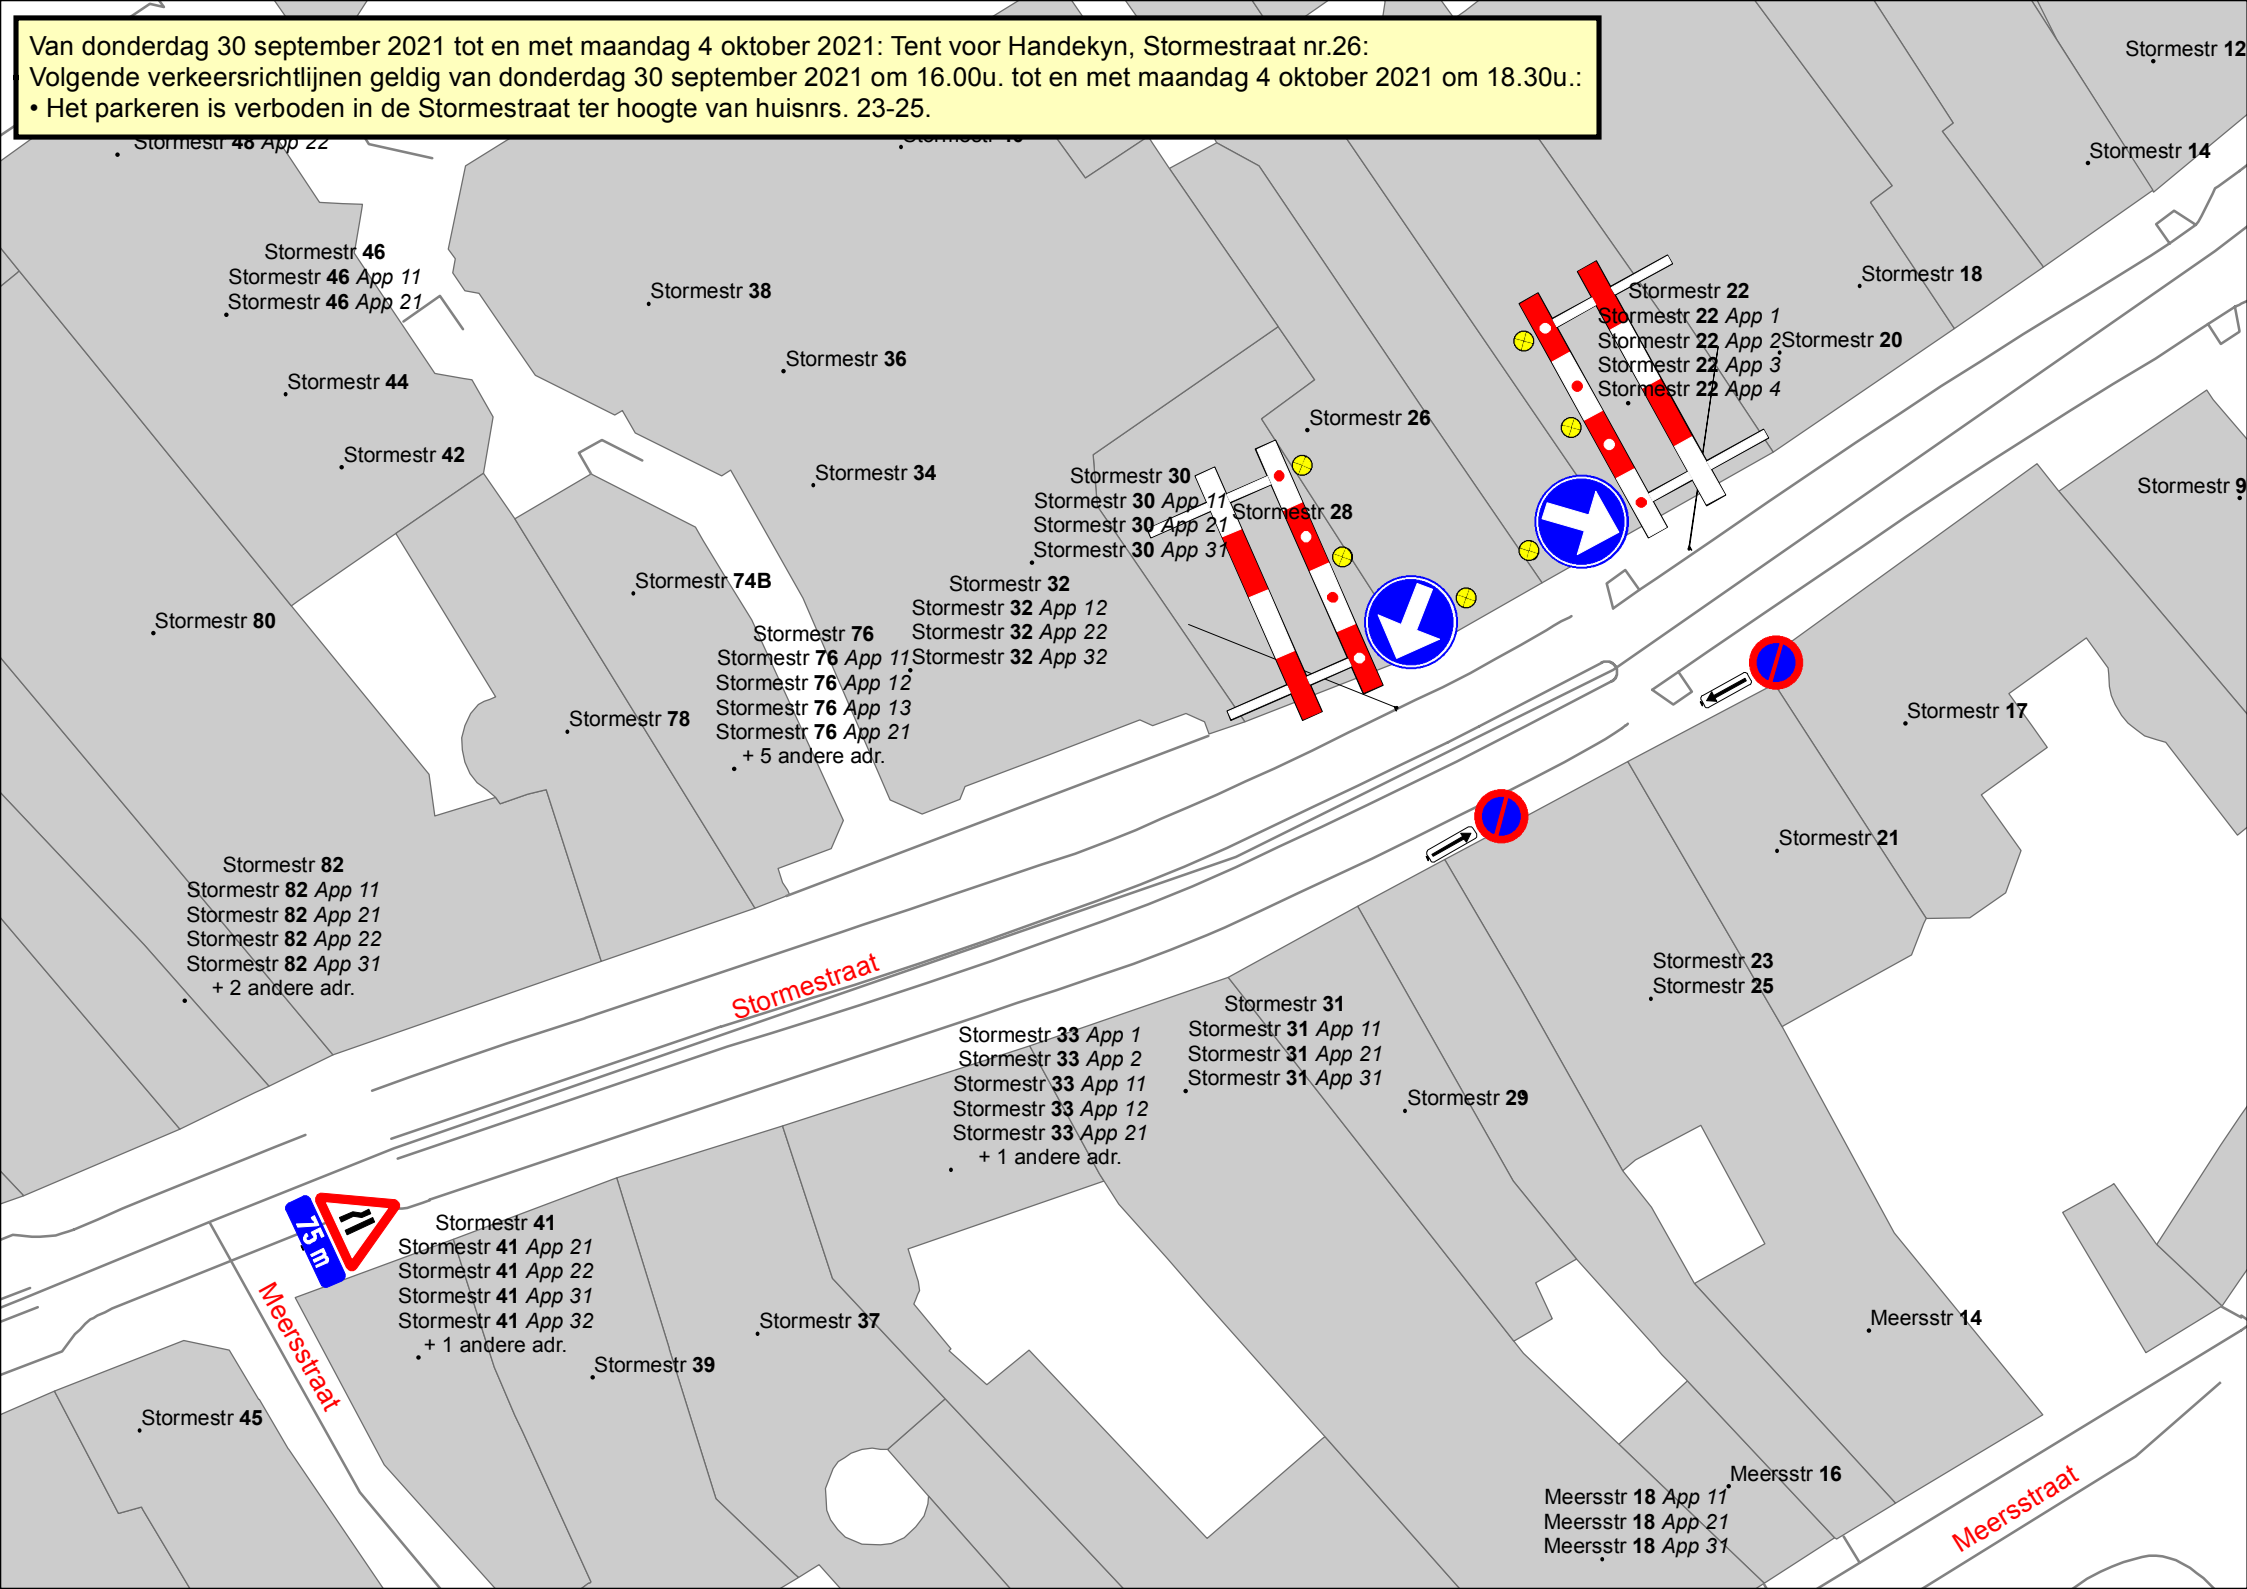 Van donderdag 30 september 2021 tot en met maandag 4 oktober 2021: Tent voor Handekyn, Stormestraat nr.26:
Volgende verkeersrichtlijnen geldig van donderdag 30 september 2021 om 16.00u. tot en met maandag 4 oktober 2021 om 18.30u.:
• Het parkeren is verboden in de Stormestraat ter hoogte van huisnrs. 23-25.
Stormestr 12
Stormestr 48 App 22
Stormestr 14
Stormestr 46
Stormestr 46 App 11
Stormestr 46 App 21
Stormestr 38
Stormestr 18
Stormestr 22
Stormestr 22 App 1
Stormestr 22 App 2
Stormestr 22 App 3
Stormestr 22 App 4
Stormestr 20
Stormestr 36
Stormestr 44
Stormestr 26
Stormestr 42
Stormestr 34
Stormestr 30
Stormestr 30 App 11
Stormestr 30 App 21
Stormestr 30 App 31
Stormestr 28
Stormestr 9
Stormestr 74B
Stormestr 32
Stormestr 32 App 12
Stormestr 32 App 22
Stormestr 32 App 32
Stormestr 80
Stormestr 76
Stormestr 76 App 11
Stormestr 76 App 12
Stormestr 76 App 13
Stormestr 76 App 21
+ 5 andere adr.
Stormestr 78
Stormestr 17
Stormestr 21
Stormestr 82
Stormestr 82 App 11
Stormestr 82 App 21
Stormestr 82 App 22
Stormestr 82 App 31
+ 2 andere adr.
Stormestraat
Stormestr 23
Stormestr 25
Stormestr 31
Stormestr 31 App 11
Stormestr 31 App 21
Stormestr 31 App 31
Stormestr 33 App 1
Stormestr 33 App 2
Stormestr 33 App 11
Stormestr 33 App 12
Stormestr 33 App 21
+ 1 andere adr.
Stormestr 29
75 m
Stormestr 41
Stormestr 41 App 21
Stormestr 41 App 22
Stormestr 41 App 31
Stormestr 41 App 32
+ 1 andere adr.
Meersstraat
Stormestr 37
Stormestr 39
Meersstr 14
Stormestr 45
Meersstr 16
Meersstr 18 App 11
Meersstr 18 App 21
Meersstr 18 App 31
Meersstraat